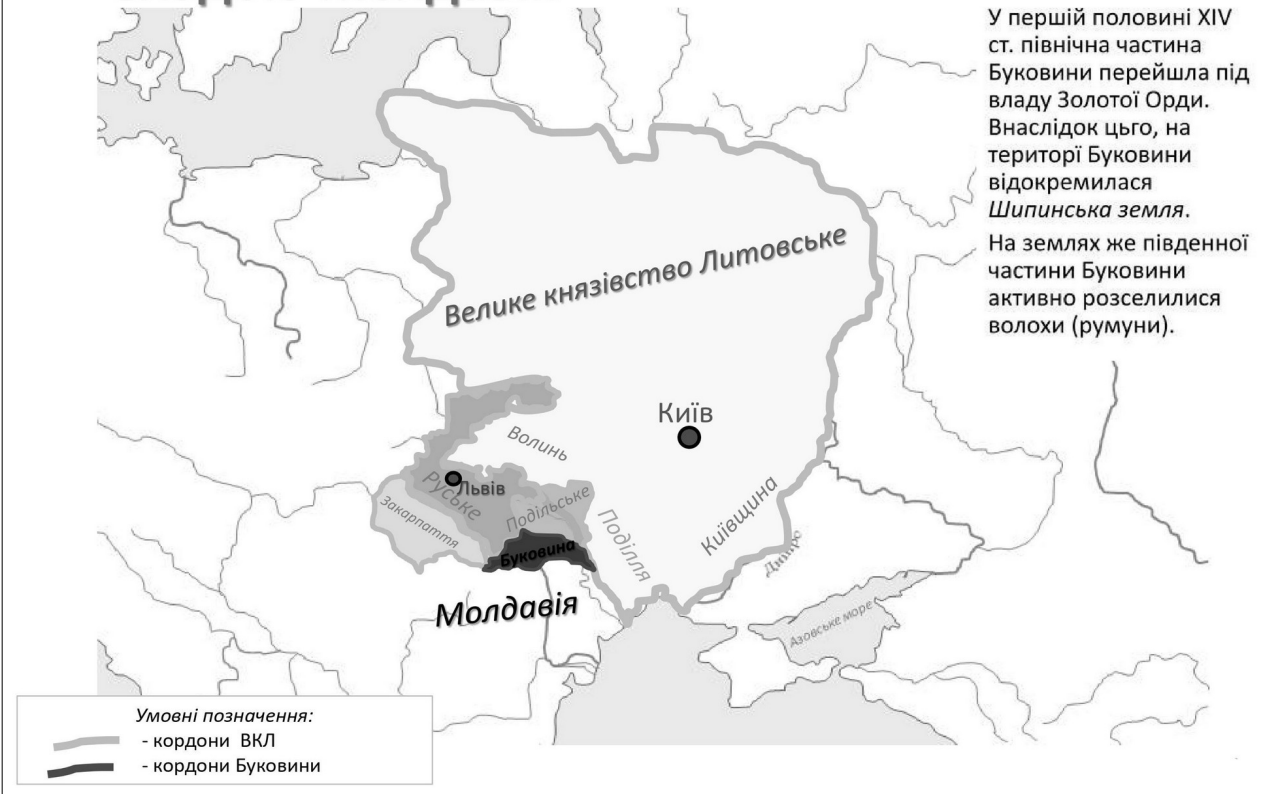 У першій половині XIV
ст. північна частина
Буковини перейшла під
владу Золотої Орди.
Внаслідок цього, на
територї Буковини
відокремилася
Шипинська земля.
На землях же південної
частини Буковини
активно розселилися
волохи (румуни).
Велике князівство Литовське
Київ
Волинь
Львів
Руське
Подільське
Закарпаття
Київщина
Поділля
Буковина
Дніпро
Молдавія
Азовське море
Умовні позначення:
- кордони ВКЛ
- кордони Буковини